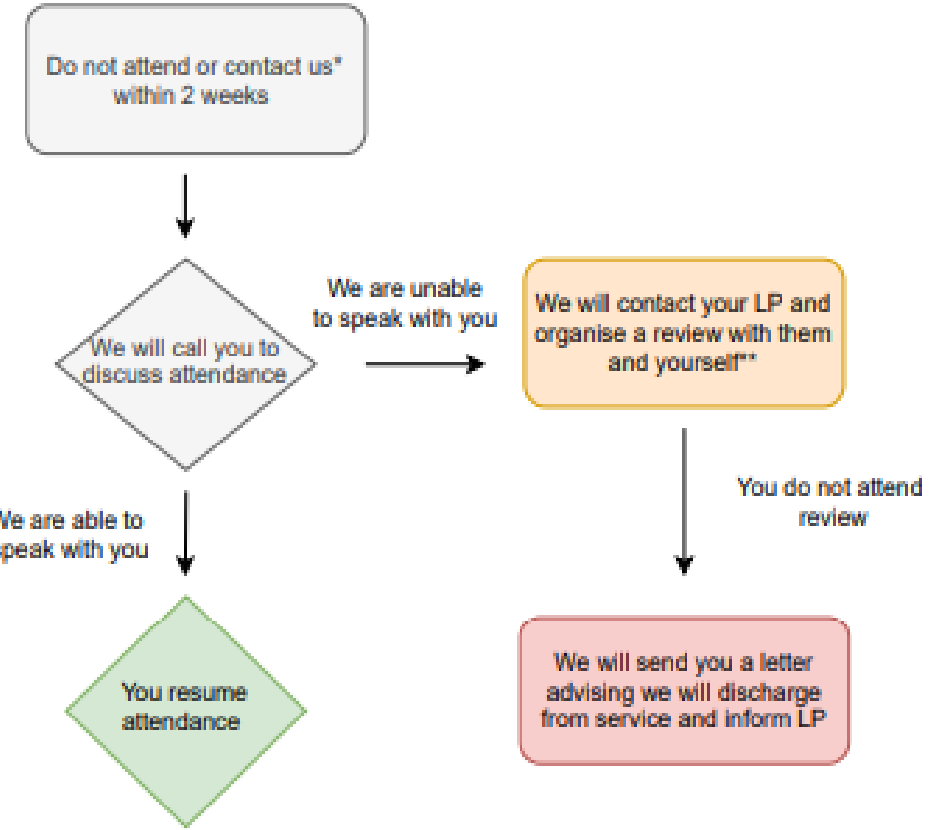 Do not attend or contact us*
within 2 weeks
We will call you to
discuss attendance
We are unable
to speak with you
We will contact your LP and
organise a review with them
and yourself**
We are able to
speak with you
You do not attend
review
You resume
attendance
We will send you a letter
advising we will discharge
from service and inform LP